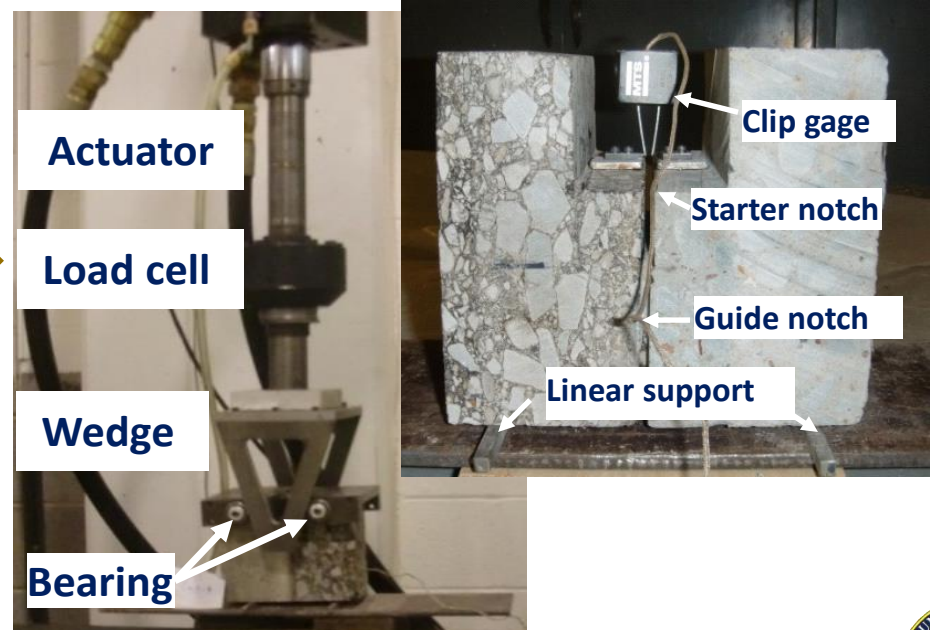 Actuator
Load cell
Wedge
Bearing
MTS
Clip gage
Starter notch
Guide notch
Linear support